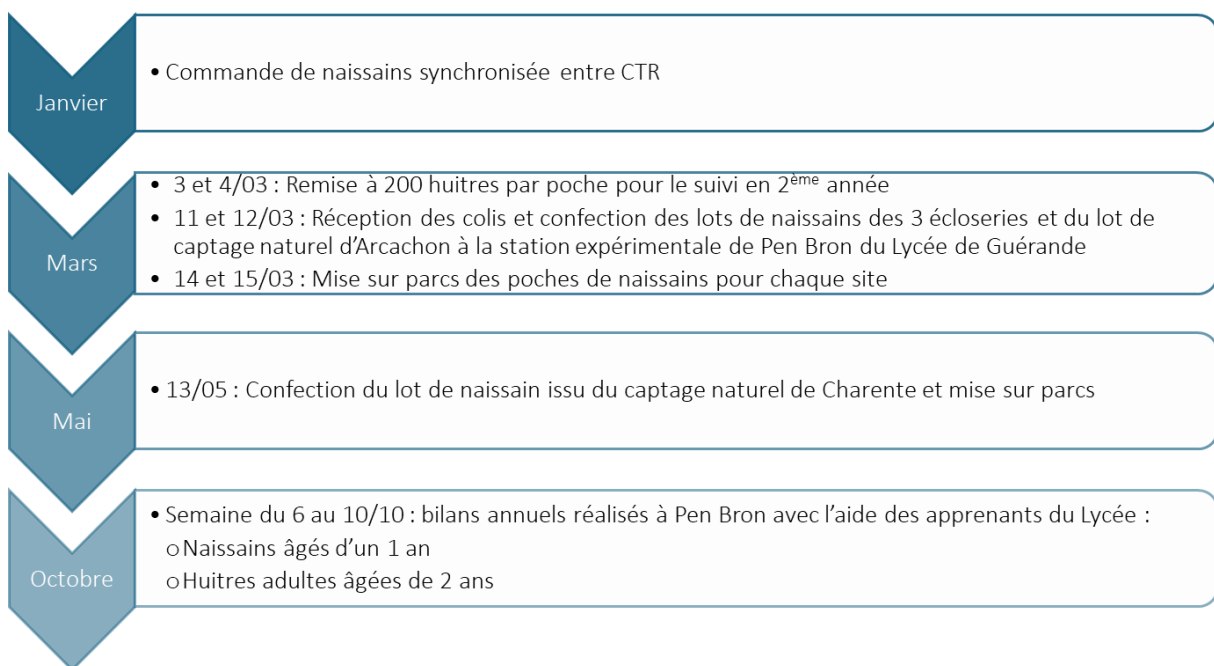 Janvier
• Commande de naissains synchronisée entre CTR
Mars
• 3 et 4/03 : Remise à 200 huitres par poche pour le suivi en 2ème année
• 11 et 12/03 : Réception des colis et confection des lots de naissains des 3 écloseries et du lot de
captage naturel d’Arcachon à la station expérimentale de Pen Bron du Lycée de Guérande
• 14 et 15/03 : Mise sur parcs des poches de naissains pour chaque site
Mai
• 13/05 : Confection du lot de naissain issu du captage naturel de Charente et mise sur parcs
Octobre
• Semaine du 6 au 10/10 : bilans annuels réalisés à Pen Bron avec l’aide des apprenants du Lycée :
o Naissains âgés d’un 1 an
o Huitres adultes âgées de 2 ans